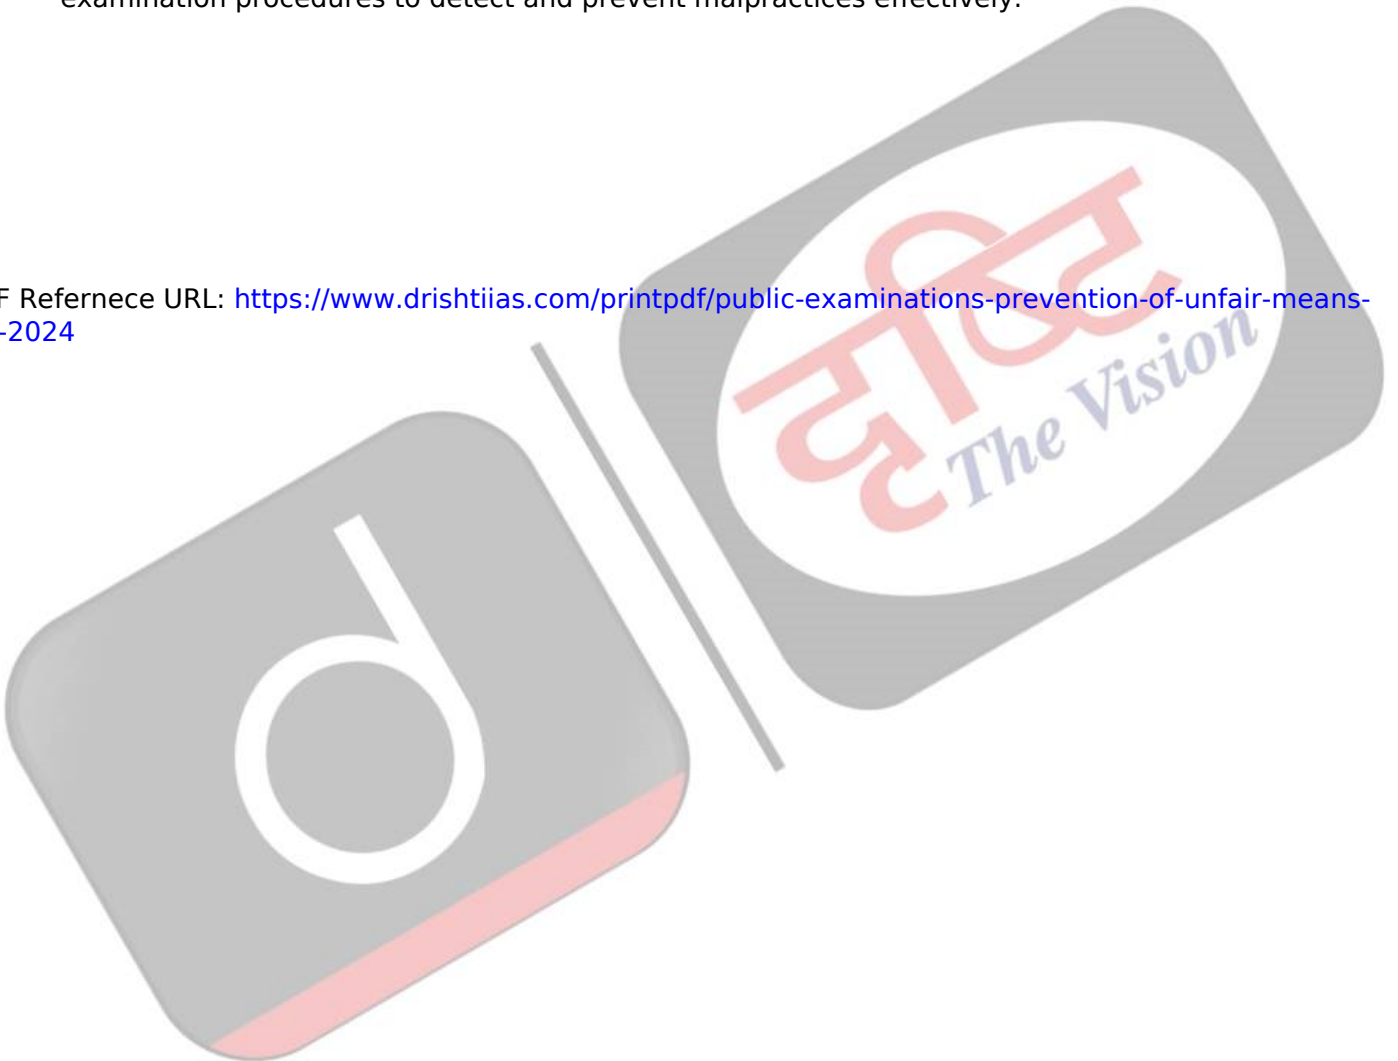 examination procedures to detect and prevent malpractices effectively.
F Refernece URL: https://www.drishtiias.com/printpdf/public-examinations-prevention-of-unfair-means-
-2024
दृष्टि
The Vision
d